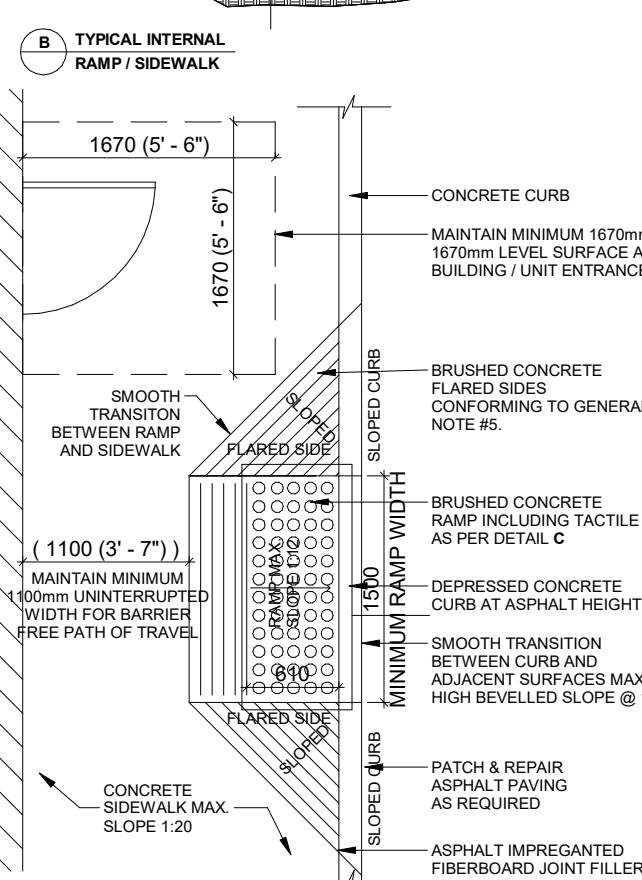 B
TYPICAL INTERNAL
RAMP / SIDEWALK
1670 (5' - 6")
1670 (5' - 6")
CONCRETE CURB
MAINTAIN MINIMUM 1670mm
1670mm LEVEL SURFACE A
BUILDING / UNIT ENTRANCE
SMOOTH
TRANSITON
BETWEEN RAMP
AND SIDEWALK
SLOPED
FLARED SIDE
SLOPED CURB
BRUSHED CONCRETE
FLARED SIDES
CONFORMING TO GENERAL
NOTE #5.
( 1100 (3' - 7") )
MAINTAIN MINIMUM
1100mm UNINTERRUPTED
WIDTH FOR BARRIER
FREE PATH OF TRAVEL
RAMP MAX
SLOPE 1:12
610
1500
MINIMUM RAMP WIDTH
BRUSHED CONCRETE
RAMP INCLUDING TACTILE
AS PER DETAIL C
DEPRESSED CONCRETE
CURB AT ASPHALT HEIGHT
SMOOTH TRANSITION
BETWEEN CURB AND
ADJACENT SURFACES MAX
HIGH BEVELLED SLOPE @
FLARED SIDE
SLOPED
SLOPED CURB
PATCH & REPAIR
ASPHALT PAVING
AS REQUIRED
CONCRETE
SIDEWALK MAX.
SLOPE 1:20
ASPHALT IMPREGANTED
FIBERBOARD JOINT FILLER